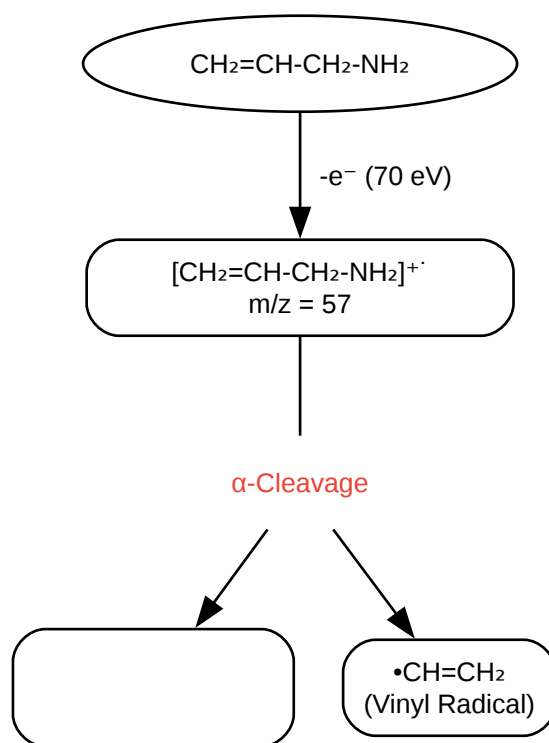 CH₂=CH-CH₂-NH₂
-e⁻ (70 eV)
[CH₂=CH-CH₂-NH₂]⁺˙
m/z = 57
α-Cleavage
•CH=CH₂
(Vinyl Radical)